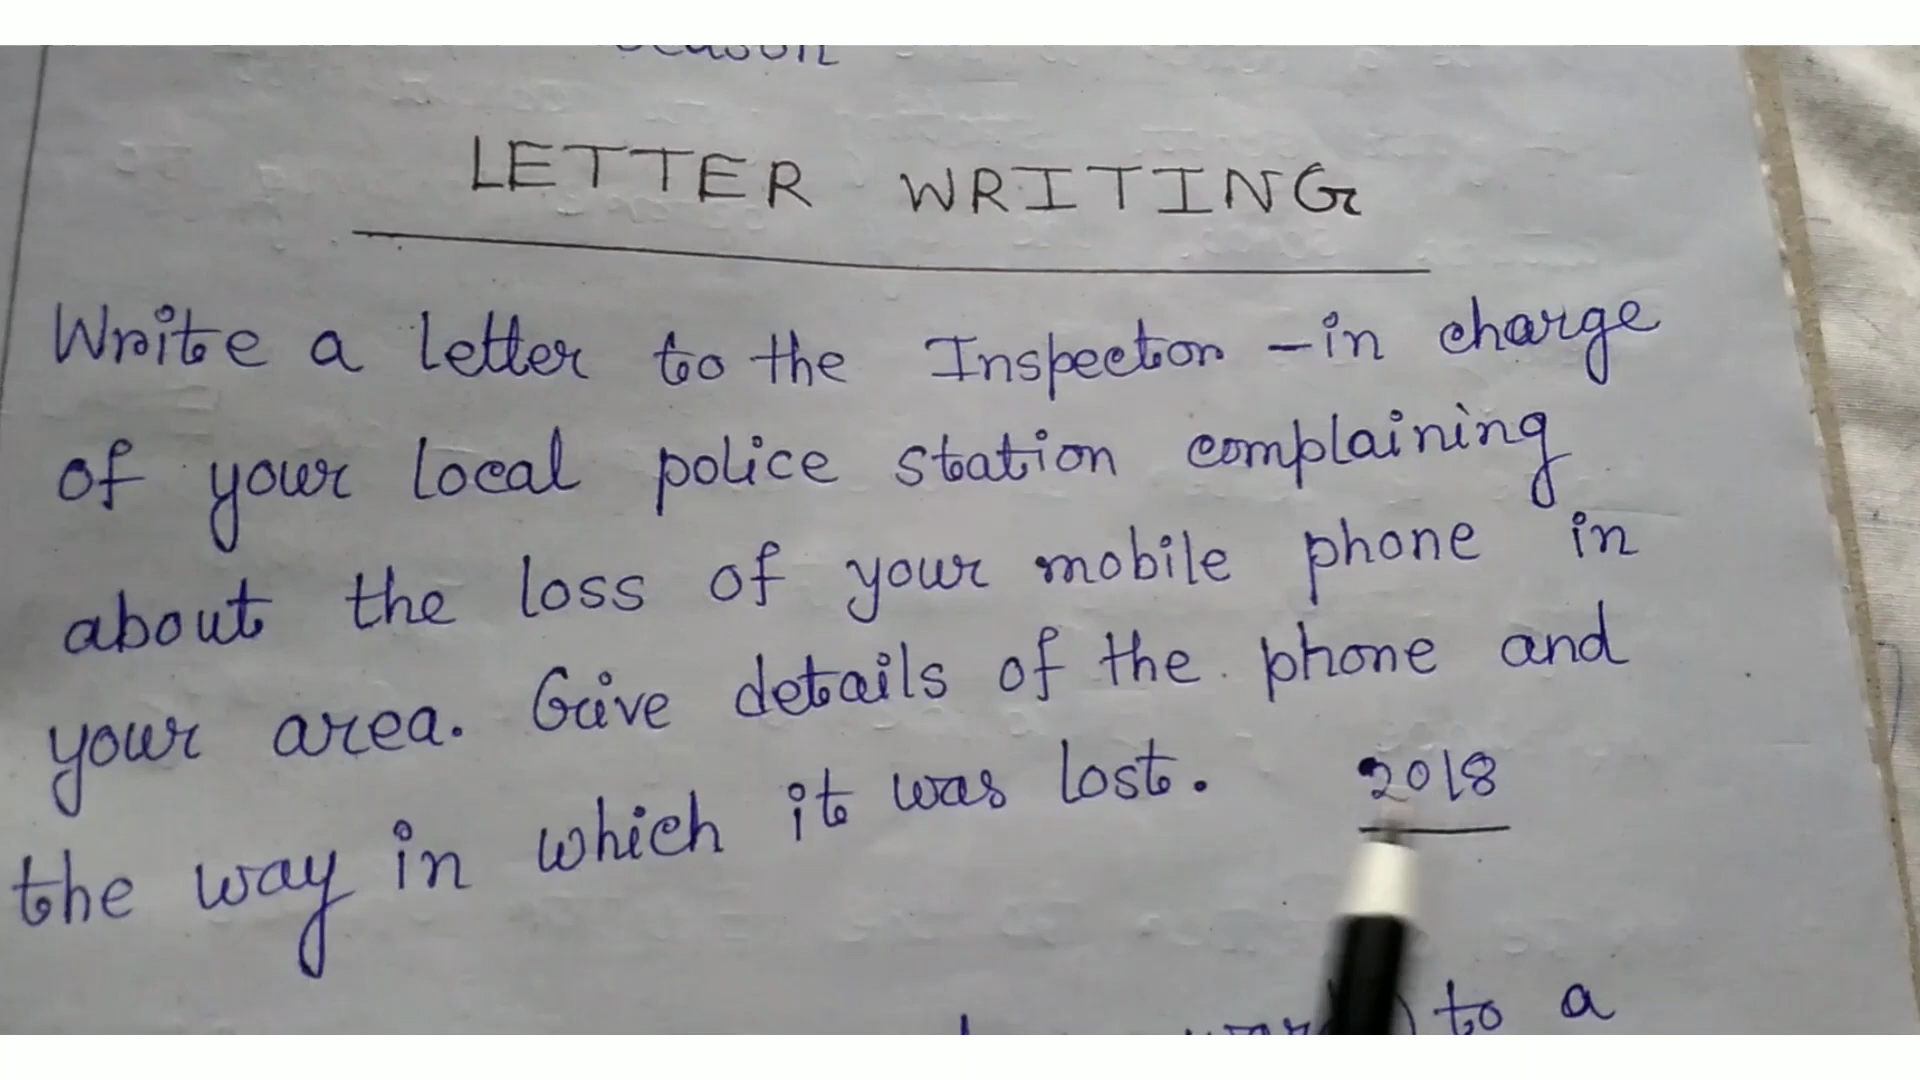 LETTER WRITING
Write a letter to the Inspector -in charge
of your local police station complaining
about the loss of your mobile phone in
your area. Give details of the phone and
the way in which it was lost. 2018
to a